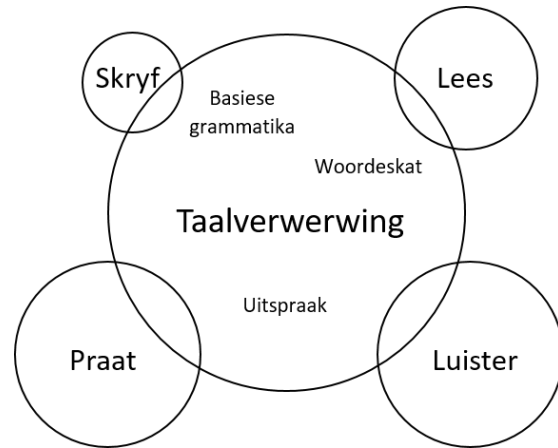 Skryf
Lees
Basiese
grammatika
Woordeskat
Taalverwerwing
Uitspraak
Praat
Luister